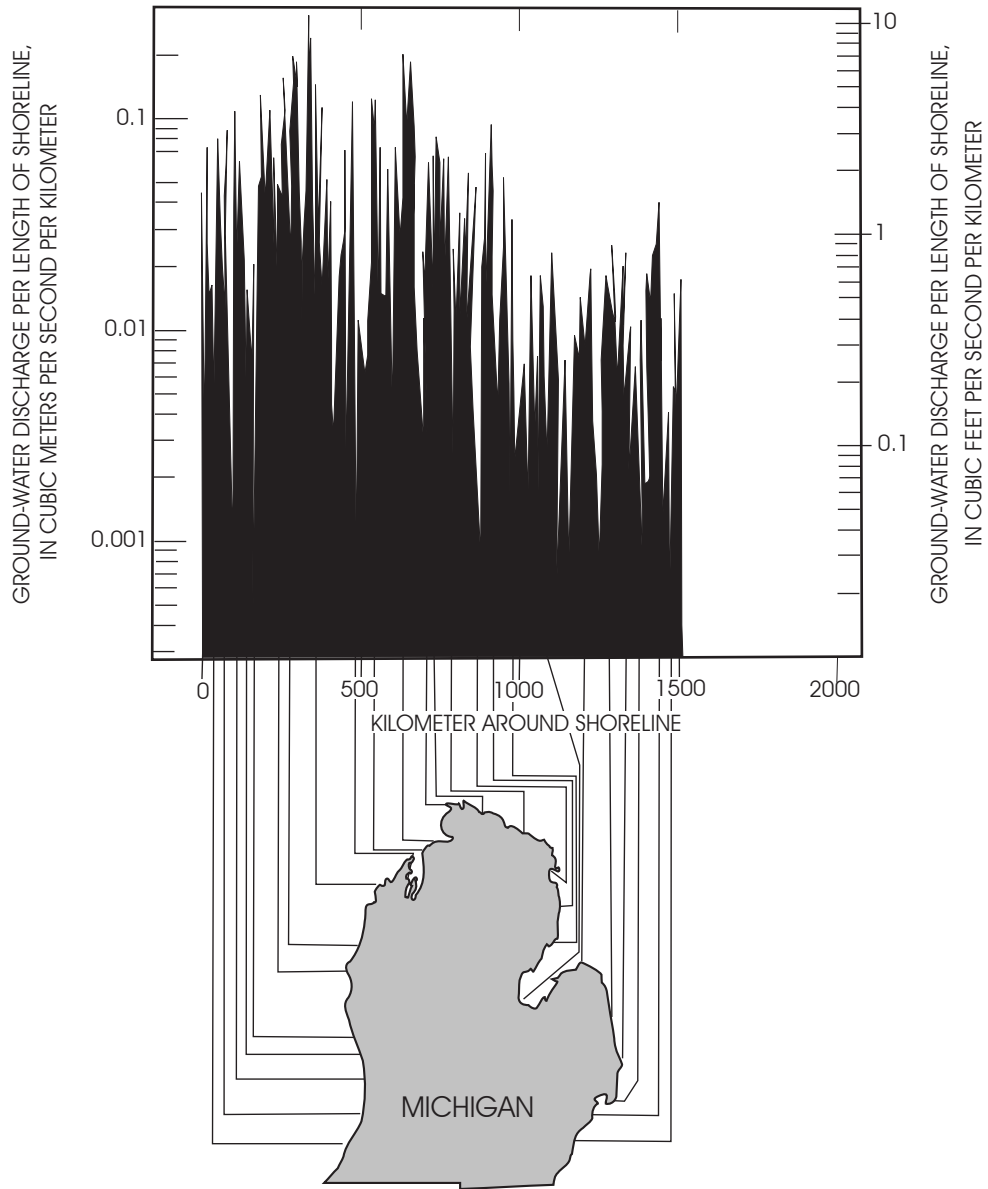 GROUND-WATER DISCHARGE PER LENGTH OF SHORELINE,
IN CUBIC METERS PER SECOND PER KILOMETER
0.1
0.01
0.001
10
1
0.1
GROUND-WATER DISCHARGE PER LENGTH OF SHORELINE,
IN CUBIC FEET PER SECOND PER KILOMETER
0 500 1000 1500 2000
KILOMETER AROUND SHORELINE
MICHIGAN